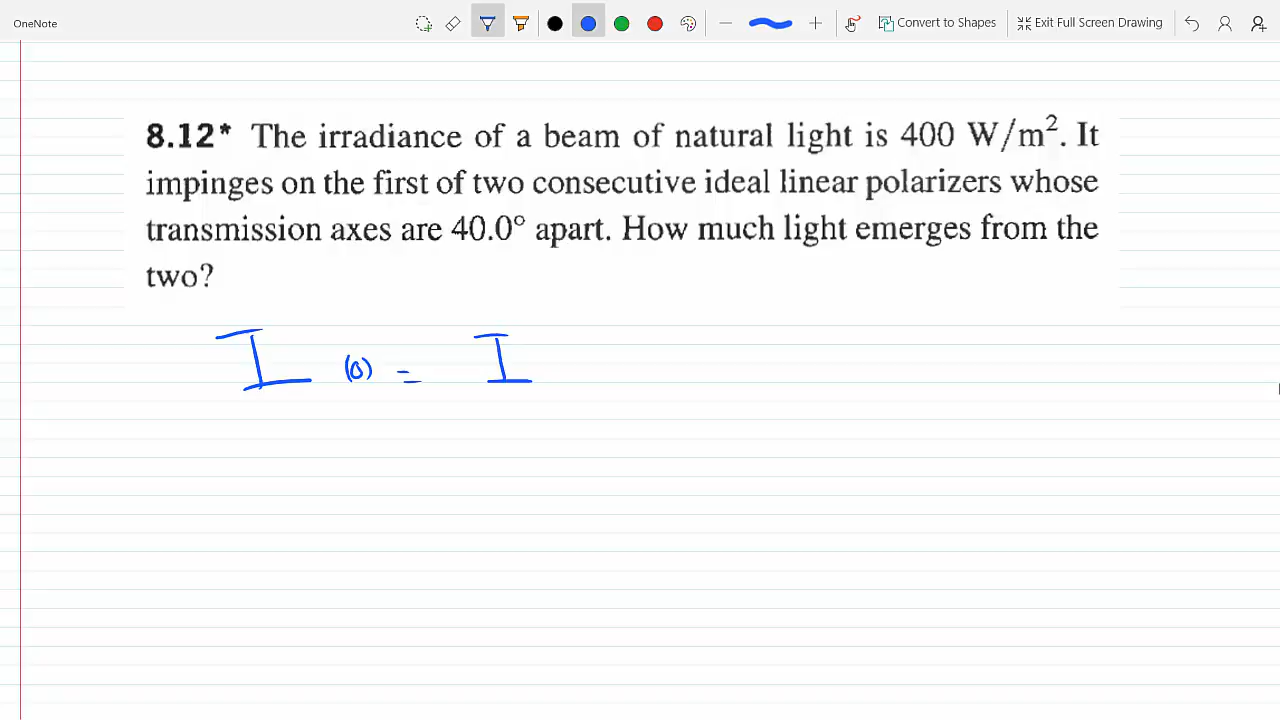 OneNote
Convert to Shapes
Exit Full Screen Drawing
8.12* The irradiance of a beam of natural light is 400 W/m². It
impinges on the first of two consecutive ideal linear polarizers whose
transmission axes are 40.0° apart. How much light emerges from the
two?
I (0) = I